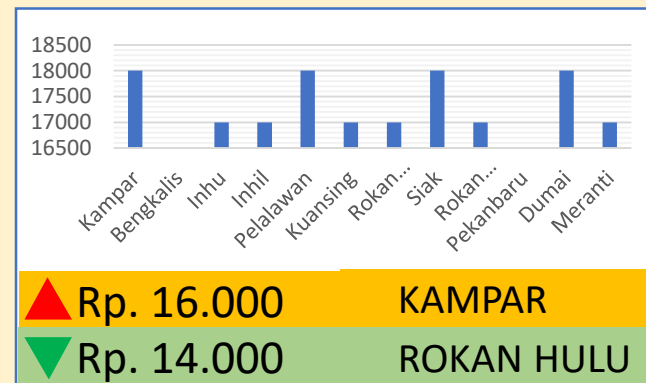 18500
18000
17500
17000
16500
Kampar
Bengkalis
Inhu
Inhil
Pelalawan
Kuansing
Rokan...
Siak
Rokan...
Pekanbaru
Dumai
Meranti
Rp. 16.000 KAMPAR
Rp. 14.000 ROKAN HULU